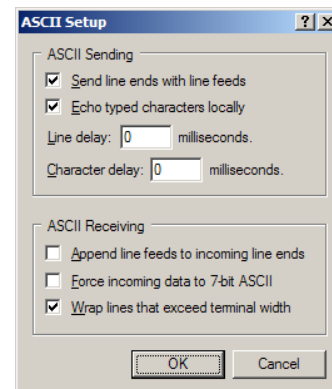 ASCII Setup
ASCII Sending
Send line ends with line feeds
Echo typed characters locally
Line delay: 0 milliseconds.
Character delay: 0 milliseconds.
ASCII Receiving
Append line feeds to incoming line ends
Force incoming data to 7-bit ASCII
Wrap lines that exceed terminal width
OK Cancel